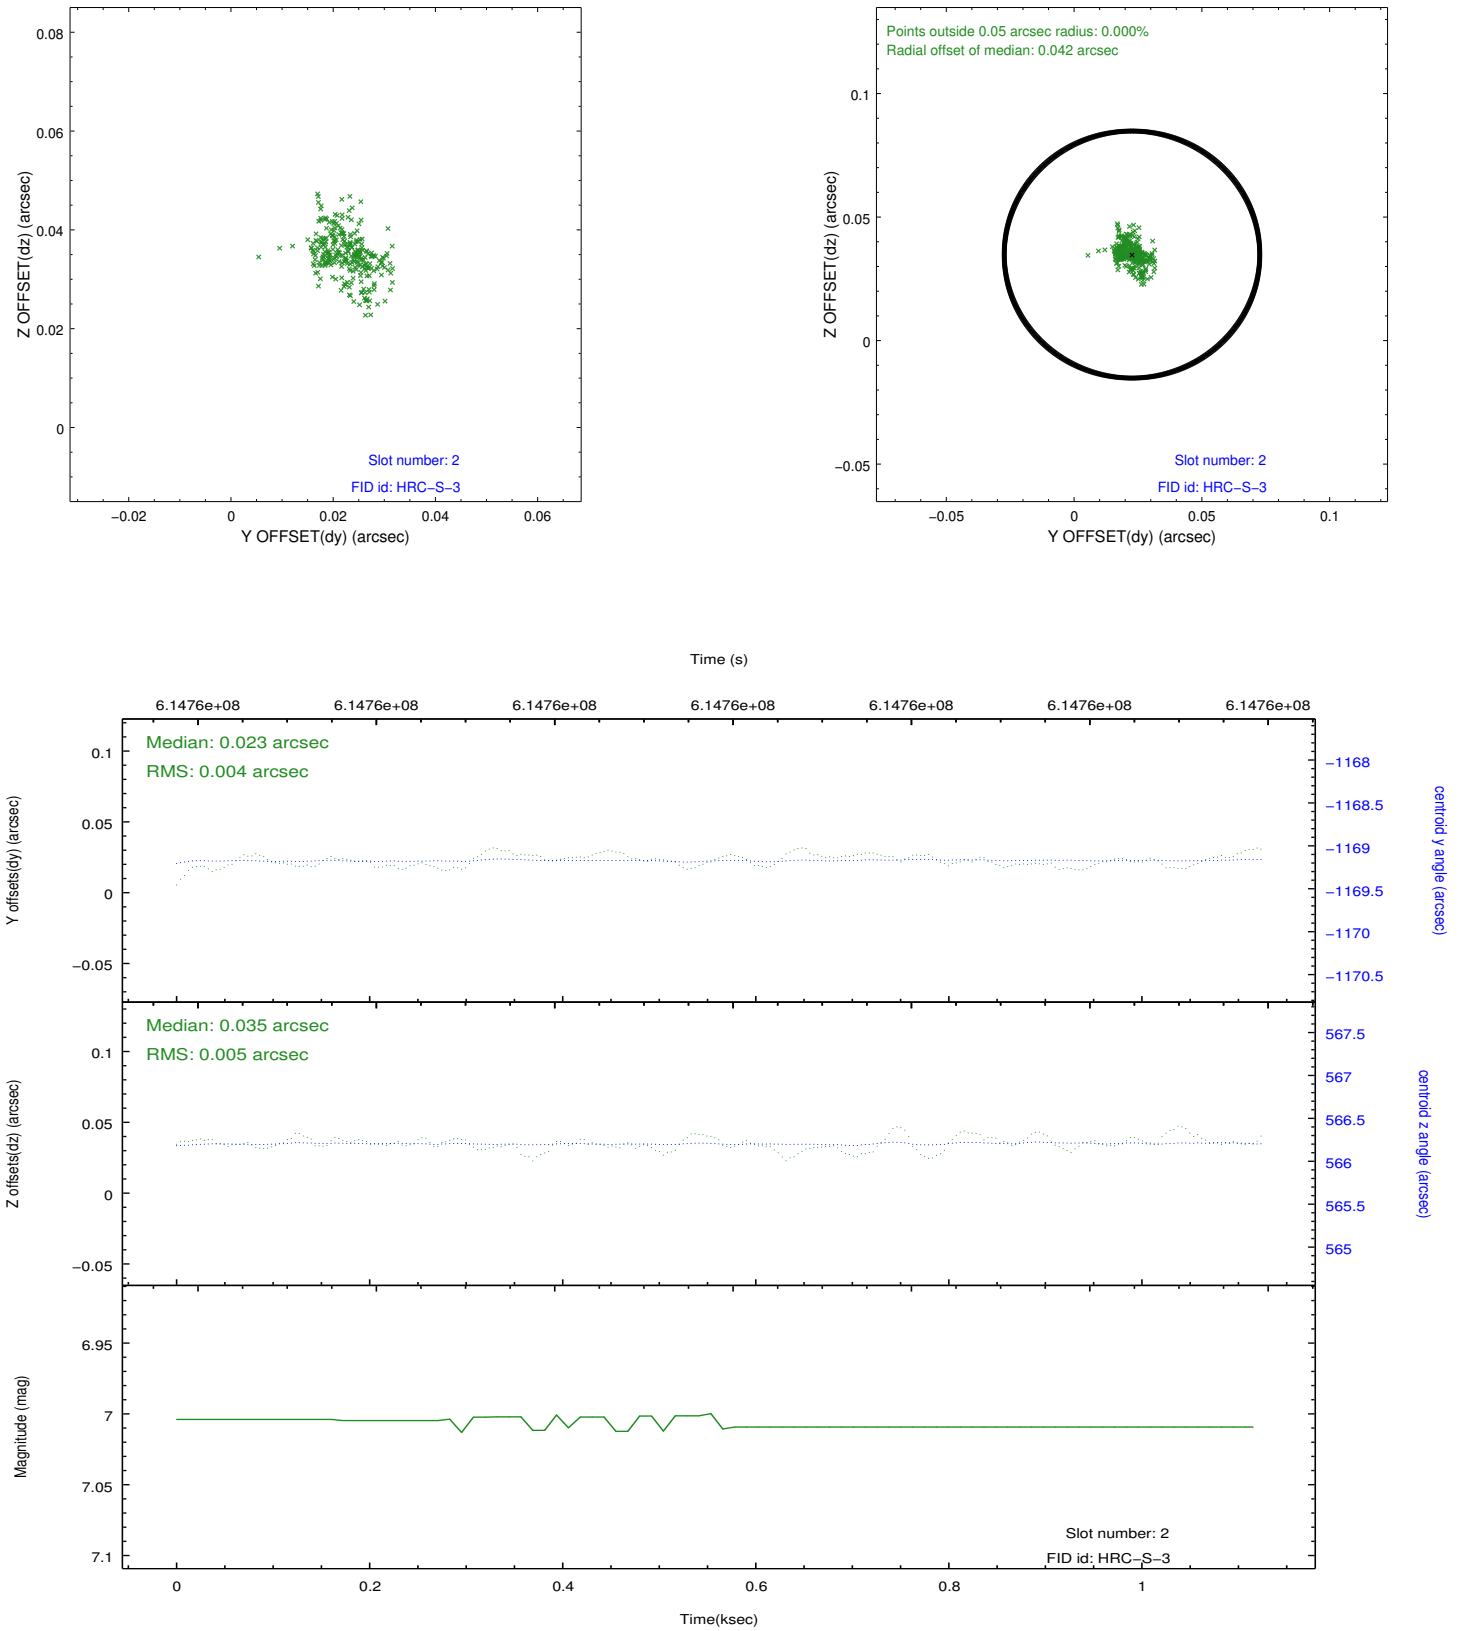 0.08
0.06
0.04
0.02
0
Z OFFSET(dz) (arcsec)
Slot number: 2
FID id: HRC−S−3
−0.02 0 0.02 0.04 0.06
Y OFFSET(dy) (arcsec)
Points outside 0.05 arcsec radius: 0.000%
Radial offset of median: 0.042 arcsec
0.1
0.05
0
−0.05
Z OFFSET(dz) (arcsec)
Slot number: 2
FID id: HRC−S−3
−0.05 0 0.05 0.1
Y OFFSET(dy) (arcsec)
Time (s)
6.1476e+08 6.1476e+08 6.1476e+08 6.1476e+08 6.1476e+08 6.1476e+08 6.1476e+08
Median: 0.023 arcsec
RMS: 0.004 arcsec
0.1
0.05
0
−0.05
Y offsets(dy) (arcsec)
−1168
−1168.5
−1169
−1169.5
−1170
−1170.5
centroid y angle (arcsec)
Median: 0.035 arcsec
RMS: 0.005 arcsec
0.1
0.05
0
−0.05
Z offsets(dz) (arcsec)
567.5
567
566.5
566
565.5
565
centroid z angle (arcsec)
6.95
7
7.05
7.1
Magnitude (mag)
Slot number: 2
FID id: HRC−S−3
0 0.2 0.4 0.6 0.8 1
Time(ksec)